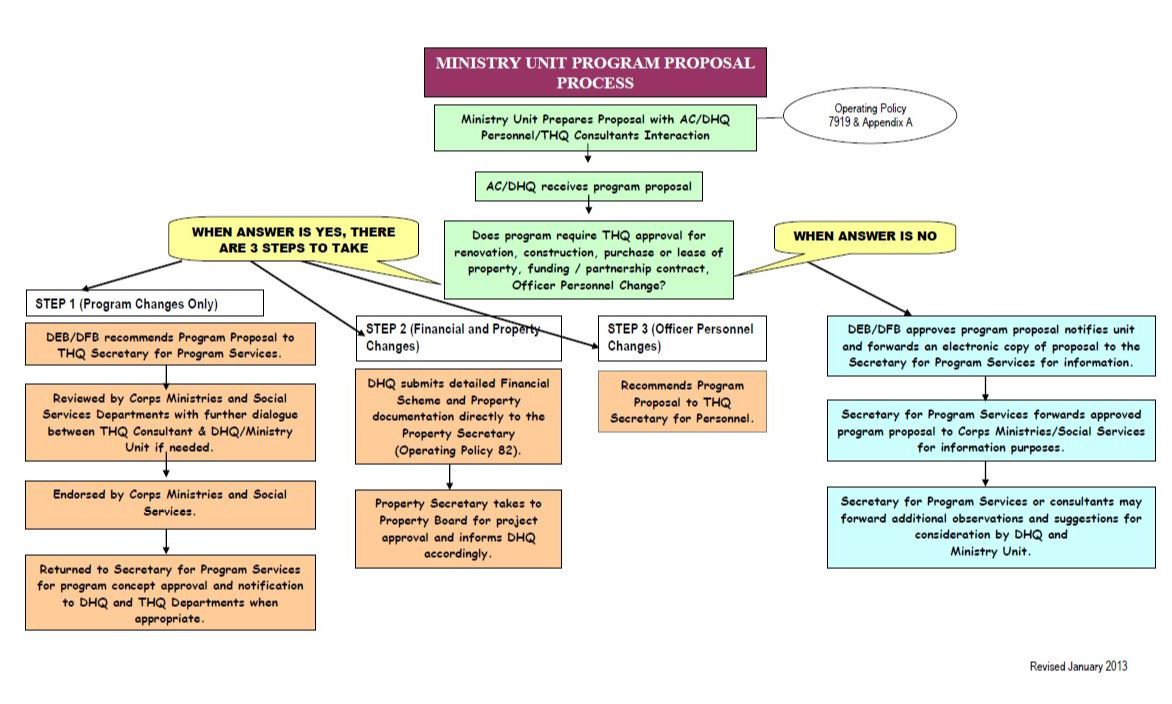 MINISTRY UNIT PROGRAM PROPOSAL
PROCESS
Ministry Unit Prepares Proposal with AC/DHQ
Personnel/THQ Consultants Interaction
Operating Policy
7919 & Appendix A
AC/DHQ receives program proposal
WHEN ANSWER IS YES, THERE
ARE 3 STEPS TO TAKE
Does program require THQ approval for
renovation, construction, purchase or lease of
property, funding / partnership contract,
Officer Personnel Change?
WHEN ANSWER IS NO
STEP 1 (Program Changes Only)
DEB/DFB recommends Program Proposal to
THQ Secretary for Program Services.
Reviewed by Corps Ministries and Social
Services Departments with further dialogue
between THQ Consultant & DHQ/Ministry
Unit if needed.
Endorsed by Corps Ministries and Social
Services.
Returned to Secretary for Program Services
for program concept approval and notification
to DHQ and THQ Departments when
appropriate.
STEP 2 (Financial and Property
Changes)
DHQ submits detailed Financial
Scheme and Property
documentation directly to the
Property Secretary
(Operating Policy 82).
Property Secretary takes to
Property Board for project
approval and informs DHQ
accordingly.
STEP 3 (Officer Personnel
Changes)
Recommends Program
Proposal to THQ
Secretary for Personnel.
DEB/DFB approves program proposal notifies unit
and forwards an electronic copy of proposal to the
Secretary for Program Services for information.
Secretary for Program Services forwards approved
program proposal to Corps Ministries/Social Services
for information purposes.
Secretary for Program Services or consultants may
forward additional observations and suggestions for
consideration by DHQ and
Ministry Unit.
Revised January 2013